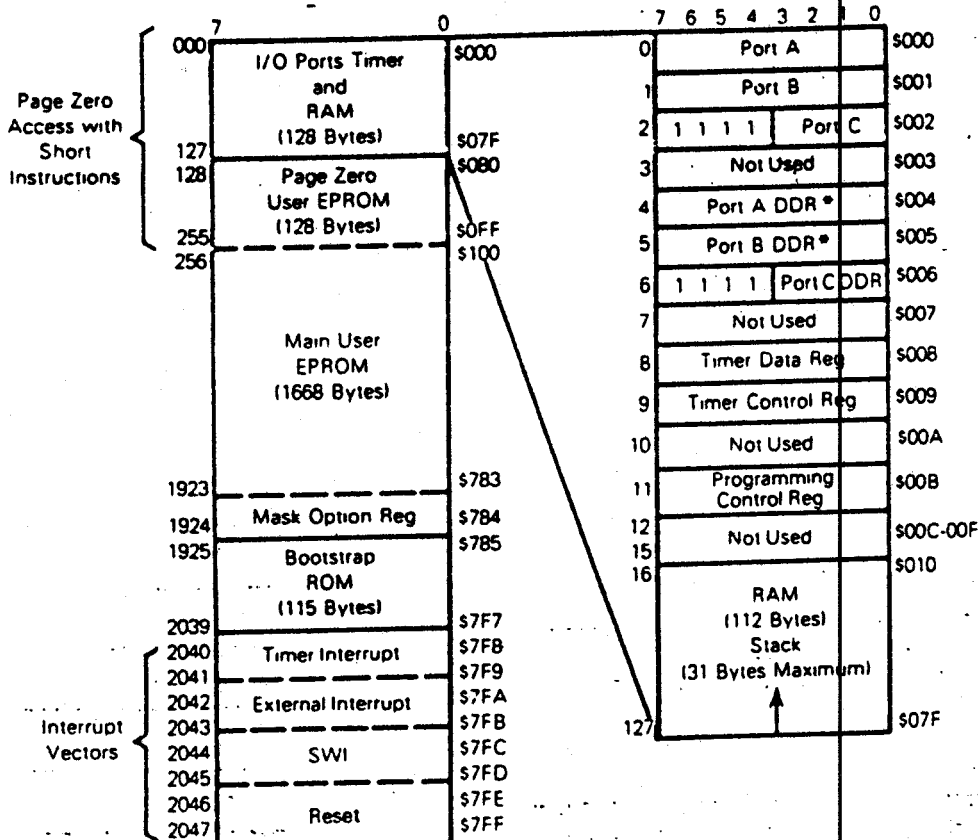 7 0
000 $000
I/O Ports Timer
and
RAM
(128 Bytes)
127 $07F
128 $080
Page Zero
Access with
Short
Instructions
Page Zero
User EPROM
(128 Bytes)
255 $0FF
256 $100
Main User
EPROM
(1668 Bytes)
1923 $783
1924 Mask Option Reg $784
1925 $785
Bootstrap
ROM
(115 Bytes)
2039 $7F7
2040 Timer Interrupt $7F8
2041 $7F9
2042 External Interrupt $7FA
2043 $7FB
2044 SWI $7FC
2045 $7FD
2046 Reset $7FE
2047 $7FF
Interrupt
Vectors
7 6 5 4 3 2 1 0
0 Port A $000
1 Port B $001
2 1 1 1 1 Port C $002
3 Not Used $003
4 Port A DDR* $004
5 Port B DDR* $005
6 1 1 1 1 Port C DDR $006
7 Not Used $007
8 Timer Data Reg $008
9 Timer Control Reg $009
10 Not Used $00A
11 Programming $00B
Control Reg
12 Not Used $00C-00F
15
16 $010
RAM
(112 Bytes)
Stack
(31 Bytes Maximum)
127 $07F